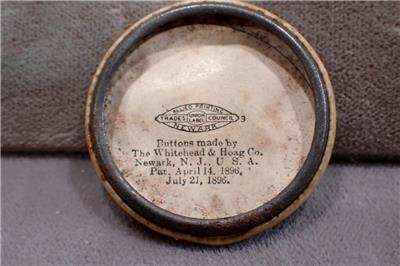 ALLIED PRINTING
TRADES UNION LABEL COUNCIL 3
NEWARK
Buttons made by
The Whitehead & Hoag Co.
Newark, N. J., U. S. A.
Pat. April 14, 1896,
July 21, 1896.